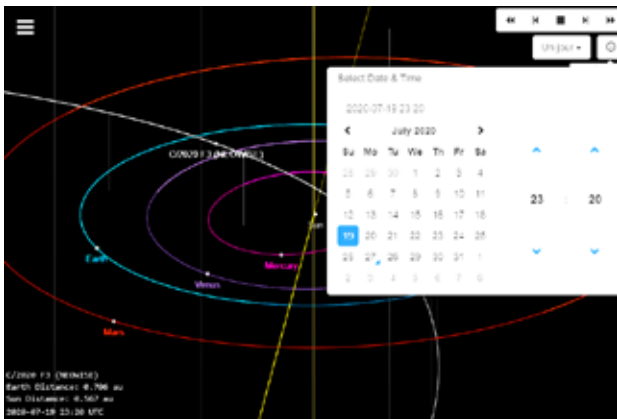 Un jour
Select Date & Time
2020-07-19 23:20
July 2020
Su Mo Tu We Th Fr Sa
28 29 30 1 2 3 4
5 6 7 8 9 10 11
12 13 14 15 16 17 18
19 20 21 22 23 24 25
26 27 28 29 30 31 1
2 3 4 5 6 7 8
23 : 20
C/2020 F3 (NEOWISE)
Sun
Earth
Mercury
Venus
Mars
C/2020 F3 (NEOWISE)
Earth Distance: 0.706 au
Sun Distance: 0.567 au
2020-07-19 23:20 UTC